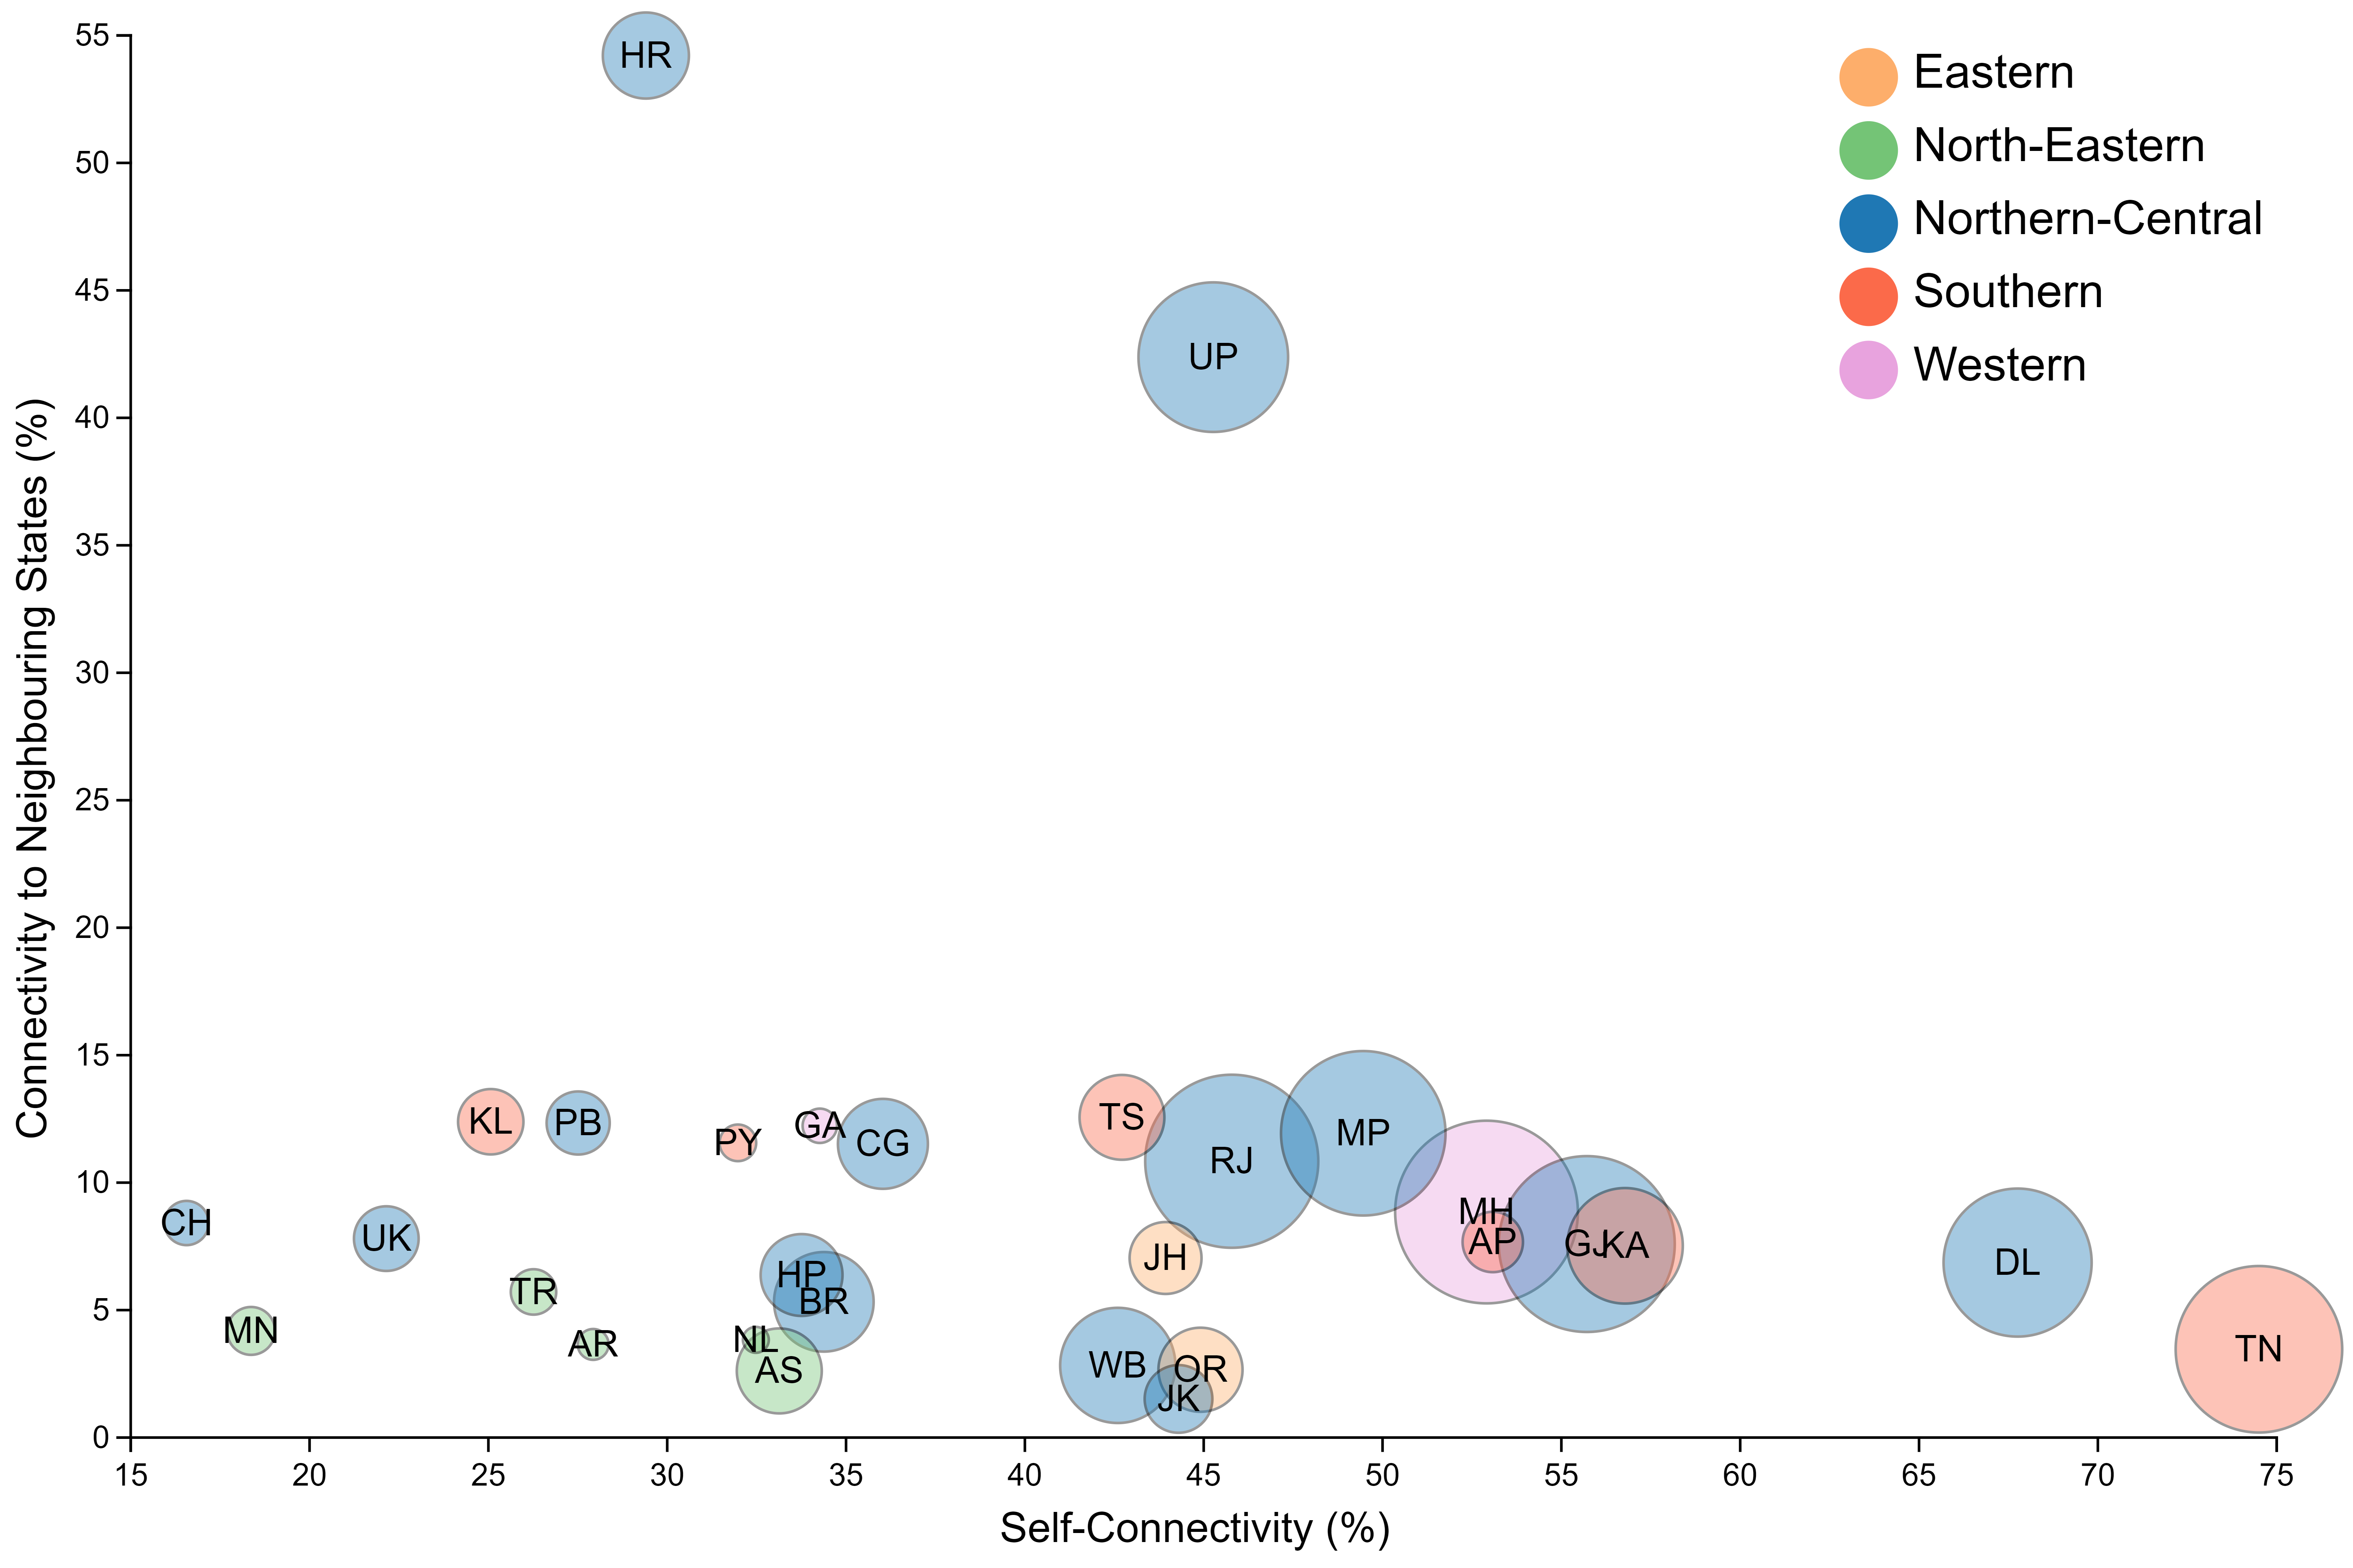 55
HR
Eastern
50
North-Eastern
Northern-Central
45
Southern
UP
Western
40
Connectivity to Neighbouring States (%)
35
30
25
20
15
KL
PB
PY
GA
CG
TS
RJ
MP
10
CH
UK
HP
BR
JH
MH
AP
GJ
KA
DL
5
MN
TR
AR
NL
AS
WB
OR
JK
TN
0
15 20 25 30 35 40 45 50 55 60 65 70 75
Self-Connectivity (%)